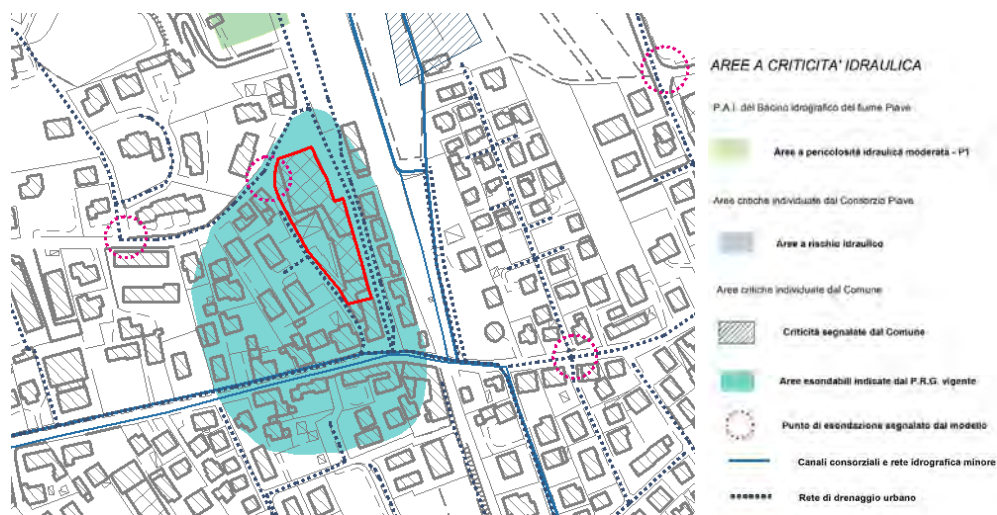 AREE A CRITICITA' IDRAULICA
P.A.I. del Bacino idrografico del fiume Piave
Aree a pericolosità idraulica moderata - P1
Aree critiche individuate dal Consorzio Piave
Aree a rischio idraulico
Aree critiche individuate dal Comune
Criticità segnalate dal Comune
Aree esondabili indicate dal P.R.G. vigente
Punto di esondazione segnalato dal modello
Canali consorziali e rete idrografica minore
Rete di drenaggio urbano